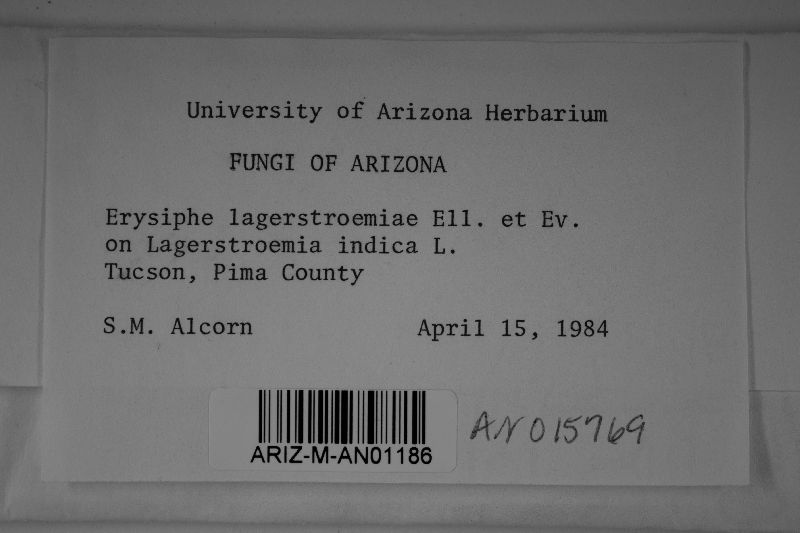 University of Arizona Herbarium
FUNGI OF ARIZONA
Erysiphe lagerstroemiae Ell. et Ev.
on Lagerstroemia indica L.
Tucson, Pima County
S.M. Alcorn April 15, 1984
ARIZ-M-AN01186
AN015769